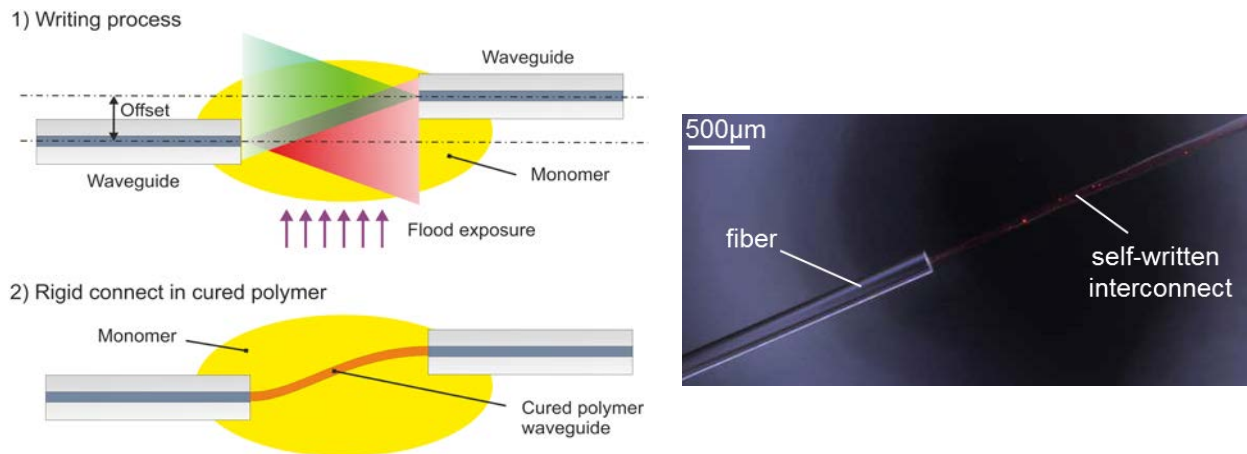 1) Writing process
Waveguide
Offset
Waveguide
Monomer
Flood exposure
2) Rigid connect in cured polymer
Monomer
Cured polymer
waveguide
500µm
fiber
self-written
interconnect